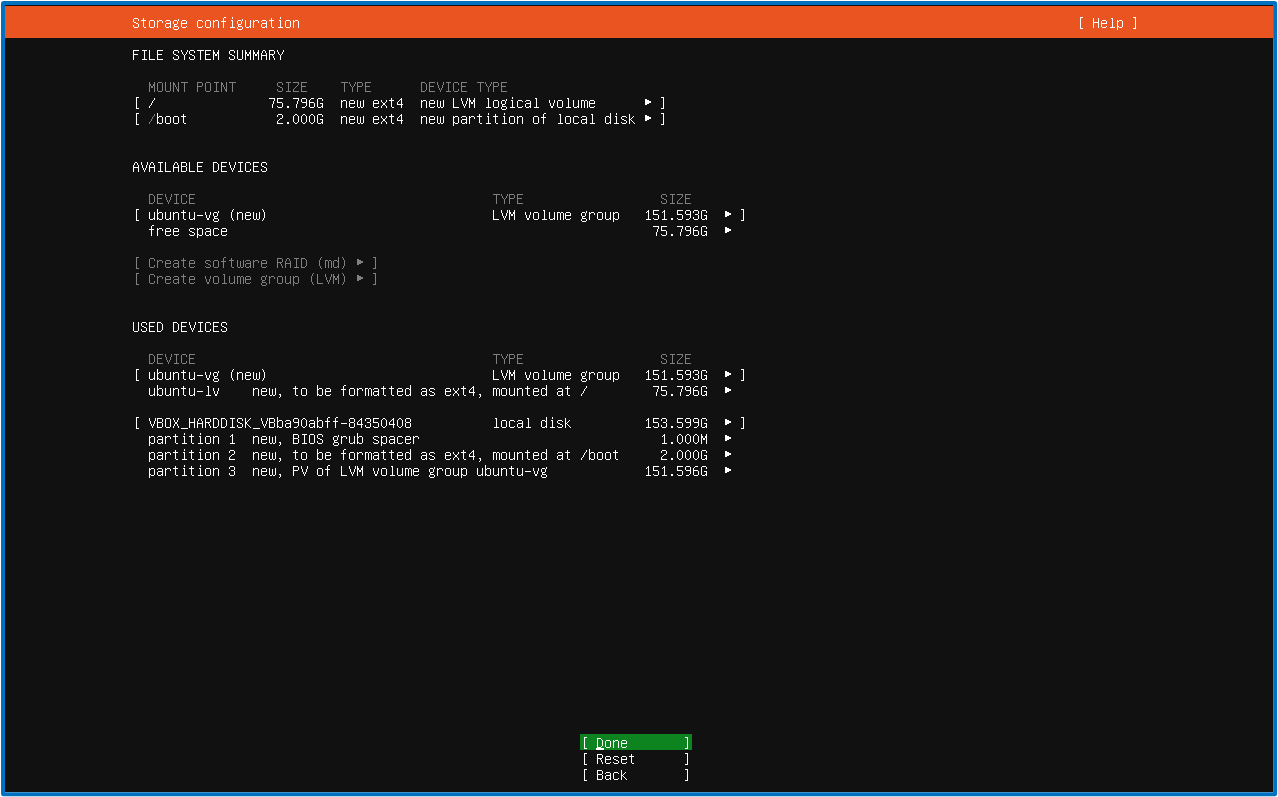 Storage configuration [ Help ]
FILE SYSTEM SUMMARY
MOUNT POINT SIZE TYPE DEVICE TYPE
[ / 75.796G new ext4 new LVM logical volume ▸ ]
[ /boot 2.000G new ext4 new partition of local disk ▸ ]
AVAILABLE DEVICES
DEVICE TYPE SIZE
[ ubuntu-vg (new) LVM volume group 151.593G ▸ ]
free space 75.796G ▸
[ Create software RAID (md) ▸ ]
[ Create volume group (LVM) ▸ ]
USED DEVICES
DEVICE TYPE SIZE
[ ubuntu-vg (new) LVM volume group 151.593G ▸ ]
ubuntu-lv new, to be formatted as ext4, mounted at / 75.796G ▸
[ VBOX_HARDDISK_VBba90abff-84350408 local disk 153.599G ▸ ]
partition 1 new, BIOS grub spacer 1.000M ▸
partition 2 new, to be formatted as ext4, mounted at /boot 2.000G ▸
partition 3 new, PV of LVM volume group ubuntu-vg 151.596G ▸
[ Done ]
[ Reset ]
[ Back ]